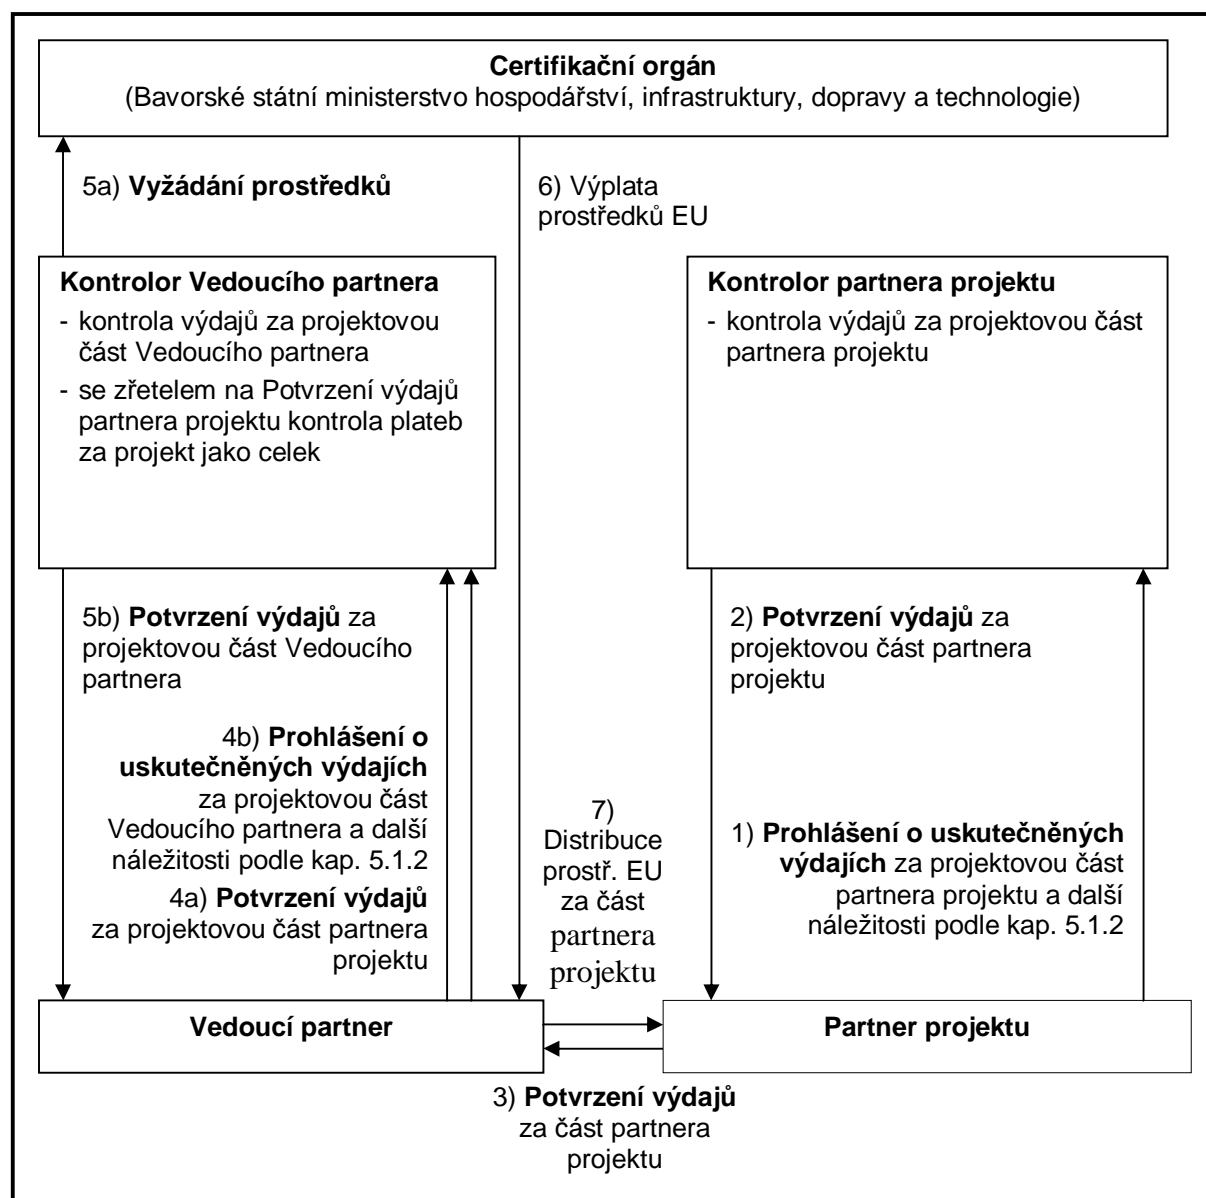 Certifikační orgán
(Bavorské státní ministerstvo hospodářství, infrastruktury, dopravy a technologie)
5a) Vyžádání prostředků
6) Výplata
prostředků EU
Kontrolor Vedoucího partnera
- kontrola výdajů za projektovou
část Vedoucího partnera
- se zřetelem na Potvrzení výdajů
partnera projektu kontrola plateb
za projekt jako celek
Kontrolor partnera projektu
- kontrola výdajů za projektovou část
partnera projektu
5b) Potvrzení výdajů za
projektovou část Vedoucího
partnera
2) Potvrzení výdajů za
projektovou část partnera
projektu
4b) Prohlášení o
uskutečněných výdajích
za projektovou část
Vedoucího partnera a další
náležitosti podle kap. 5.1.2
4a) Potvrzení výdajů
za projektovou část partnera
projektu
7)
Distribuce
prostř. EU
za část
partnera
projektu
1) Prohlášení o uskutečněných
výdajích za projektovou část
partnera projektu a další
náležitosti podle kap. 5.1.2
Vedoucí partner
Partner projektu
3) Potvrzení výdajů
za část partnera
projektu